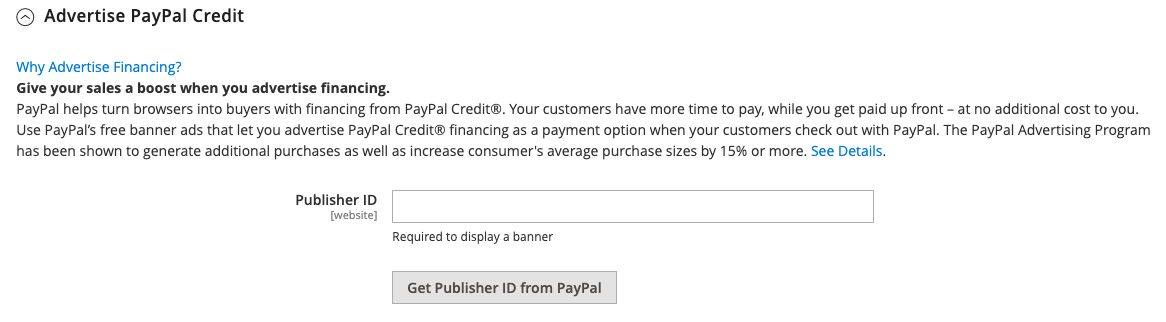 Advertise PayPal Credit
Why Advertise Financing?
Give your sales a boost when you advertise financing.
PayPal helps turn browsers into buyers with financing from PayPal Credit®. Your customers have more time to pay, while you get paid up front – at no additional cost to you.
Use PayPal’s free banner ads that let you advertise PayPal Credit® financing as a payment option when your customers check out with PayPal. The PayPal Advertising Program
has been shown to generate additional purchases as well as increase consumer's average purchase sizes by 15% or more. See Details.
Publisher ID
[website]
Required to display a banner
Get Publisher ID from PayPal